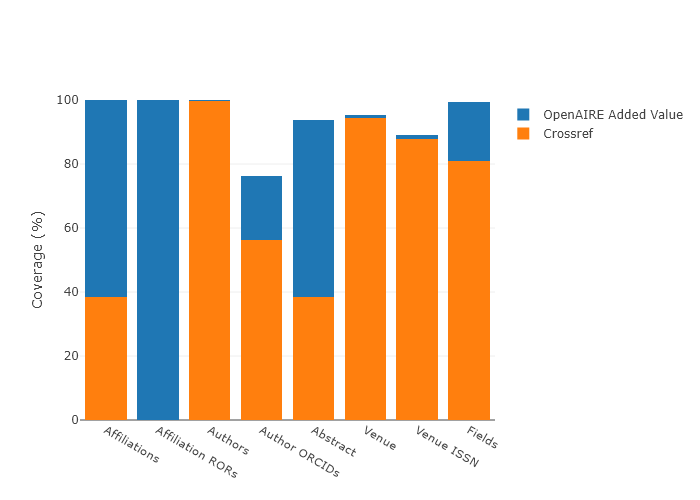 100
80
60
40
20
0
Coverage (%)
Affiliations
Affiliation RORs
Authors
Author ORCIDs
Abstract
Venue
Venue ISSN
Fields
OpenAIRE Added Value
Crossref